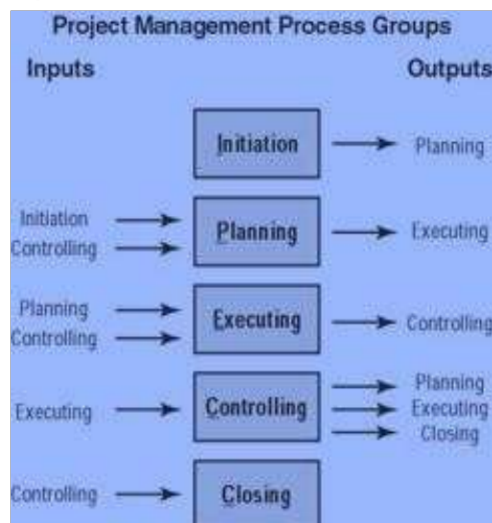 Project Management Process Groups
Inputs
Outputs
Initiation
Planning
Initiation
Controlling
Planning
Executing
Planning
Controlling
Executing
Controlling
Executing
Controlling
Planning
Executing
Closing
Controlling
Closing